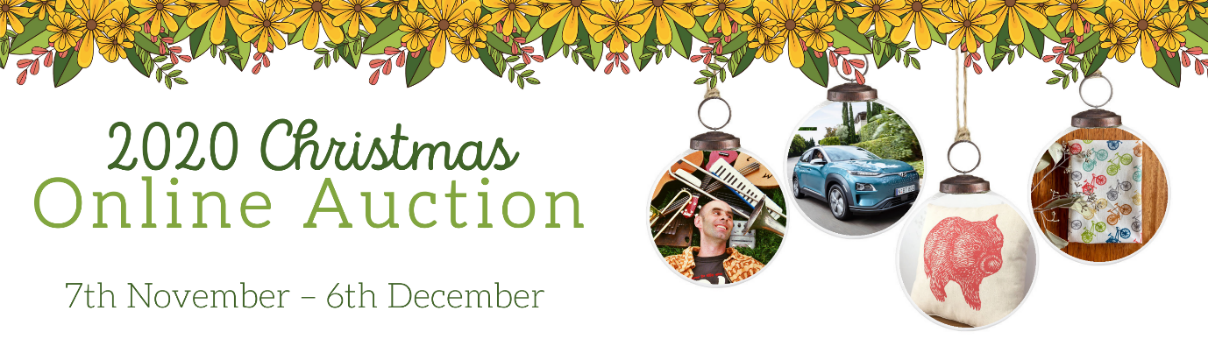 2020 Christmas
Online Auction
7th November – 6th December